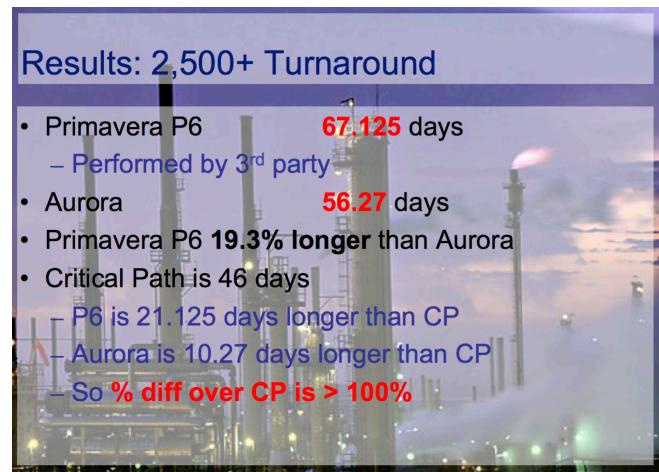 Results: 2,500+ Turnaround
• Primavera P6 67.125 days
– Performed by 3rd party
• Aurora 56.27 days
• Primavera P6 19.3% longer than Aurora
• Critical Path is 46 days
– P6 is 21.125 days longer than CP
– Aurora is 10.27 days longer than CP
– So % diff over CP is > 100%